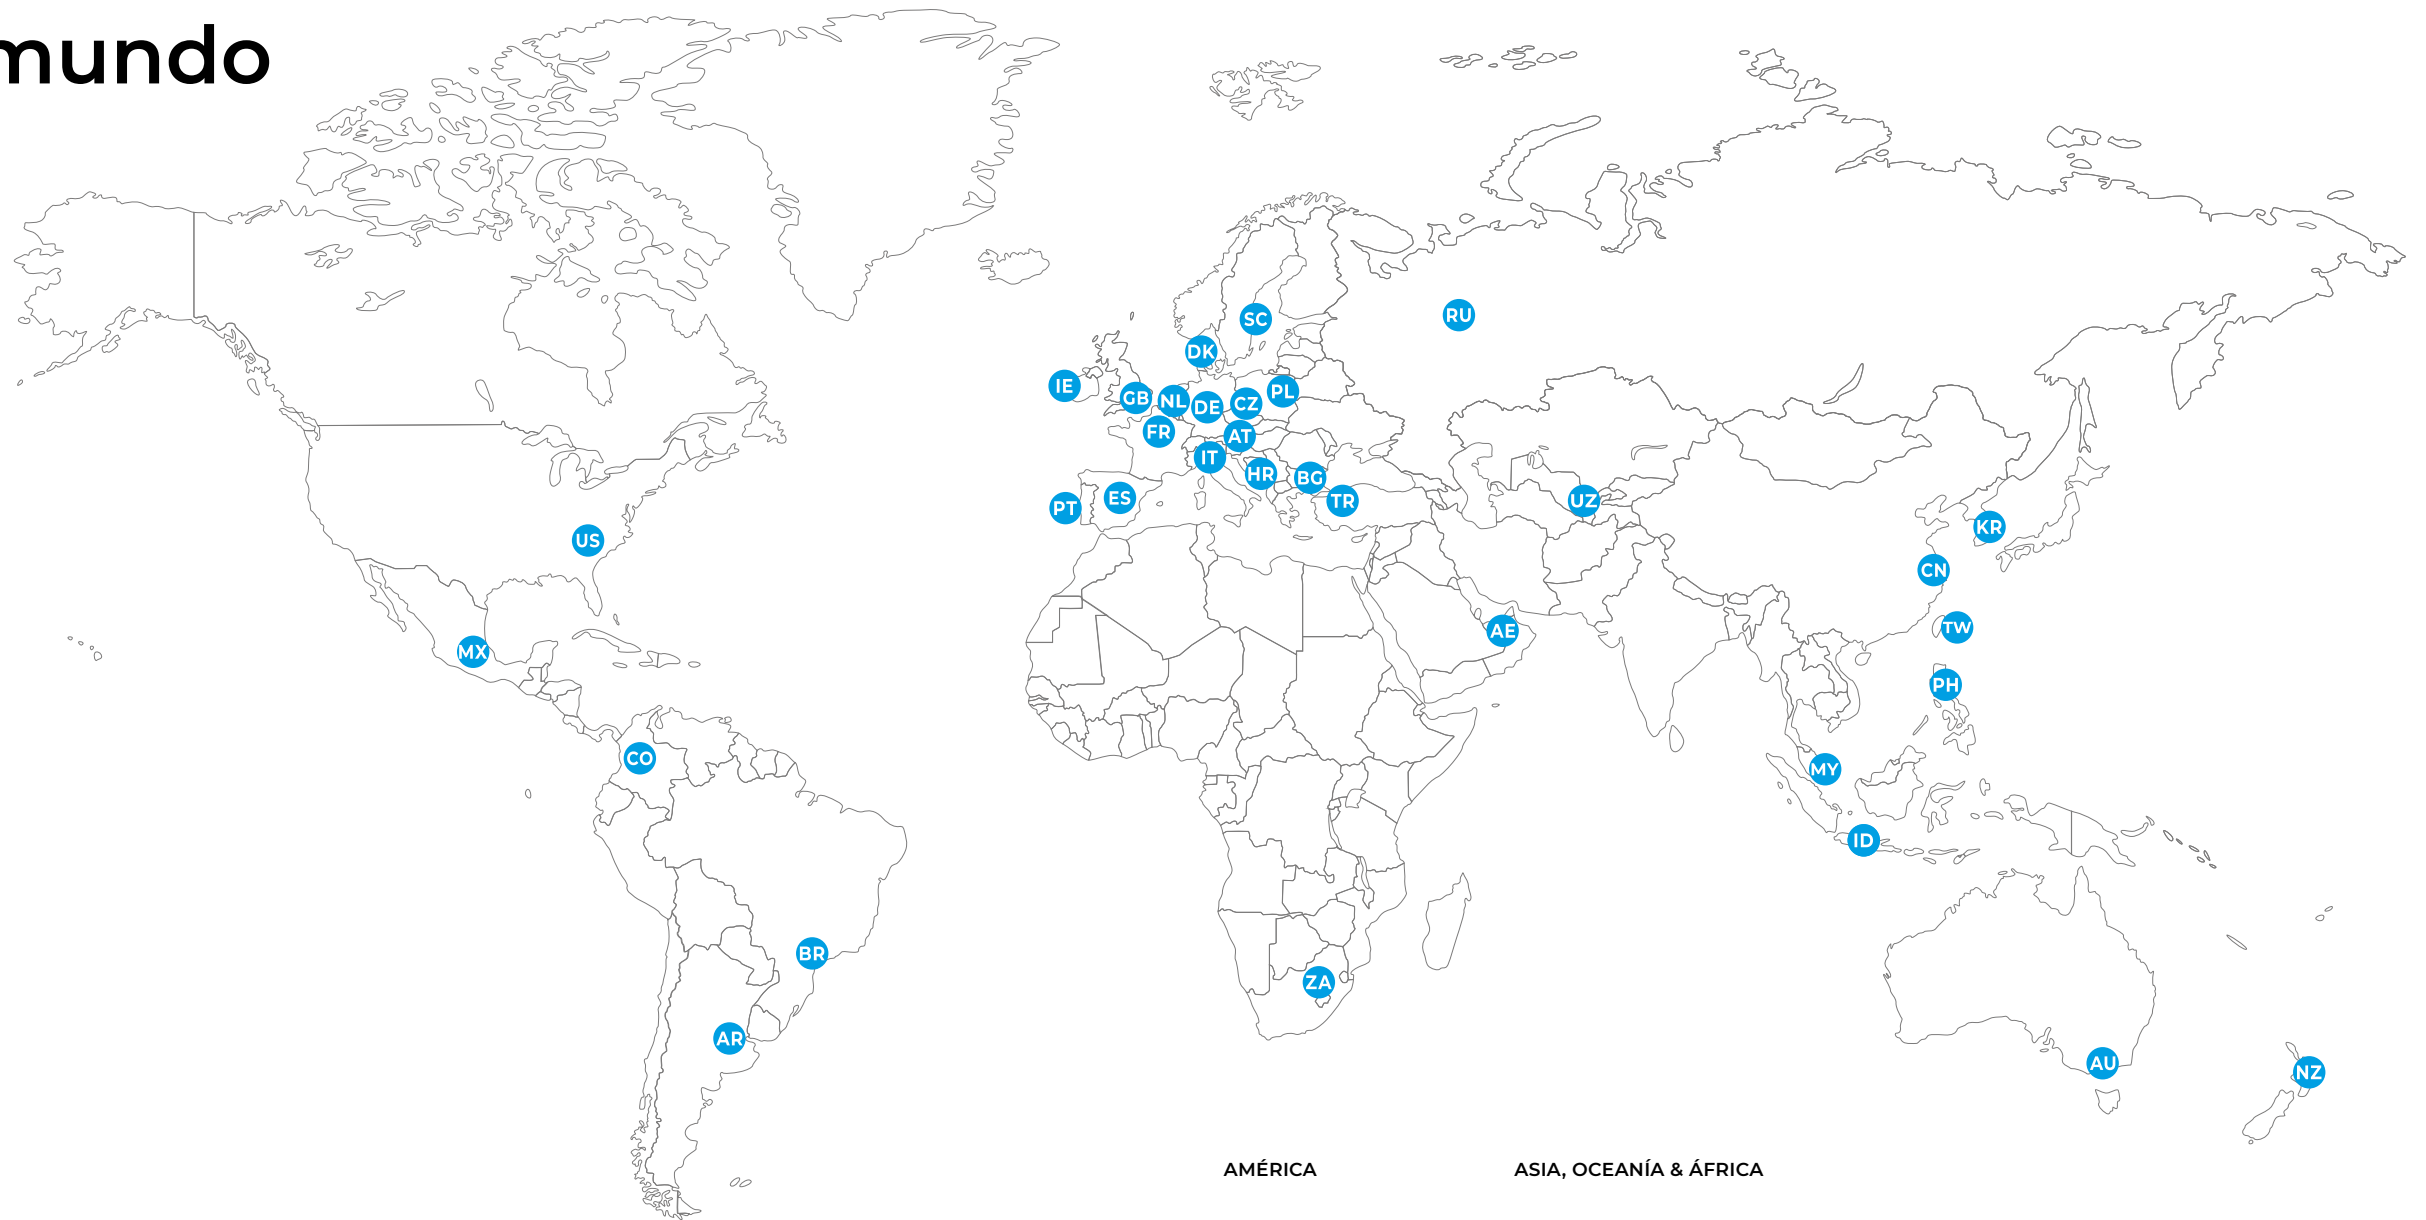 mundo
SC
RU
DK
IE
GB
NL
DE
CZ
PL
FR
AT
IT
HR
BG
PT
ES
TR
UZ
US
KR
CN
MX
AE
TW
PH
CO
MY
ID
BR
ZA
AR
AU
NZ
AMÉRICA
ASIA, OCEANÍA & ÁFRICA